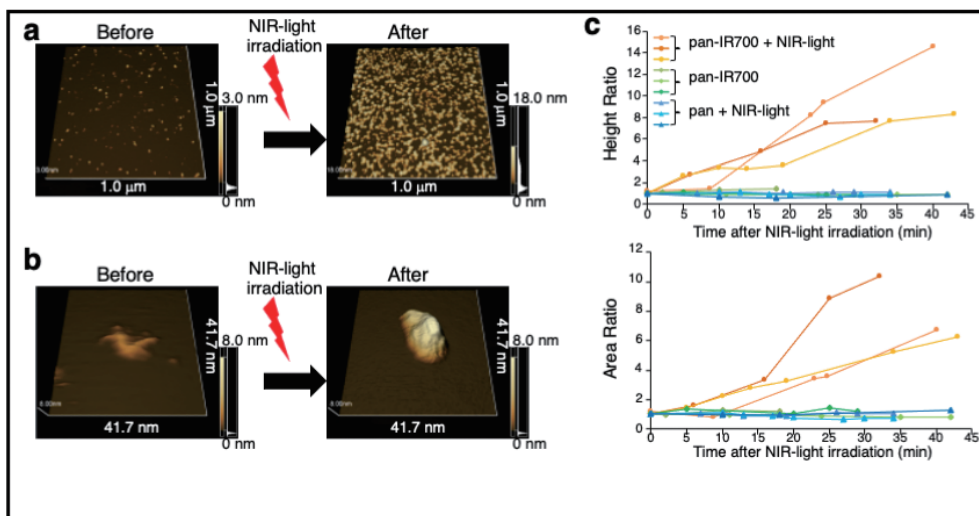 a
Before
NIR-light
irradiation
After
1.0 µm
3.0 nm
0 nm
1.0 µm
1.0 µm
18.0 nm
0 nm
1.0 µm
b
Before
NIR-light
irradiation
After
41.7 nm
8.0 nm
0 nm
41.7 nm
41.7 nm
8.0 nm
0 nm
41.7 nm
c
Height Ratio
16
14
12
10
8
6
4
2
0
pan-IR700 + NIR-light
pan-IR700
pan + NIR-light
0 5 10 15 20 25 30 35 40 45
Time after NIR-light irradiation (min)
Area Ratio
12
10
8
6
4
2
0
0 5 10 15 20 25 30 35 40 45
Time after NIR-light irradiation (min)